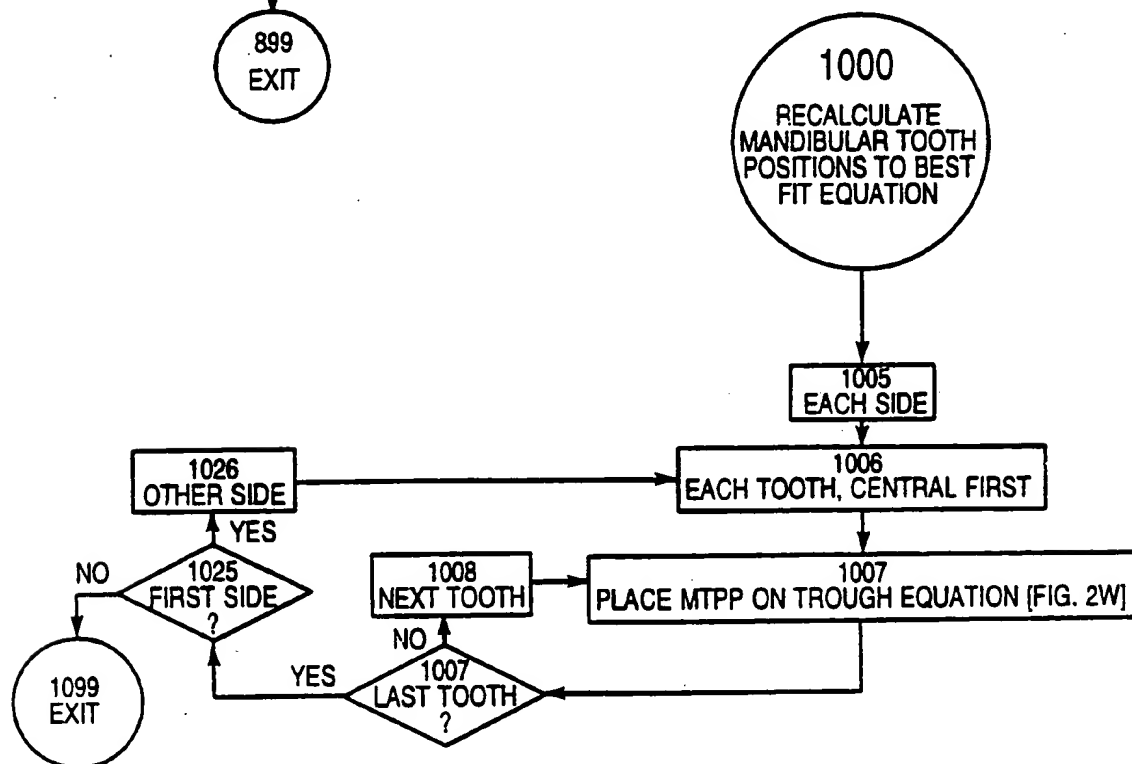 899
EXIT
1000
RECALCULATE
MANDIBULAR TOOTH
POSITIONS TO BEST
FIT EQUATION
1005
EACH SIDE
1006
EACH TOOTH, CENTRAL FIRST
1007
PLACE MTPP ON TROUGH EQUATION [FIG. 2W]
1008
NEXT TOOTH
NO
1007
LAST TOOTH
?
YES
1026
OTHER SIDE
YES
1025
FIRST SIDE
?
NO
1099
EXIT